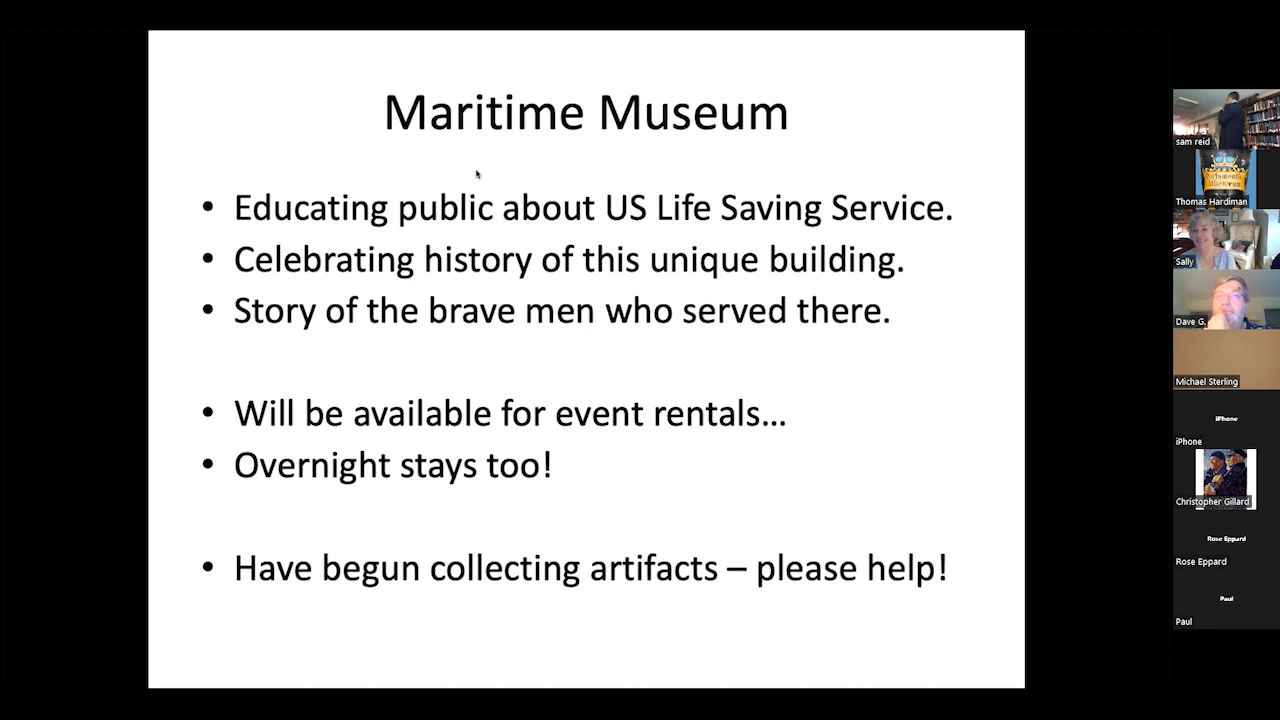 Maritime Museum
• Educating public about US Life Saving Service.
• Celebrating history of this unique building.
• Story of the brave men who served there.
• Will be available for event rentals...
• Overnight stays too!
• Have begun collecting artifacts – please help!
sam reid
Portsmouth
Athenæum
Thomas Hardiman
Sally
Dave G.
Michael Sterling
iPhone
iPhone
Christopher Gillard
Rose Eppard
Rose Eppard
Paul
Paul